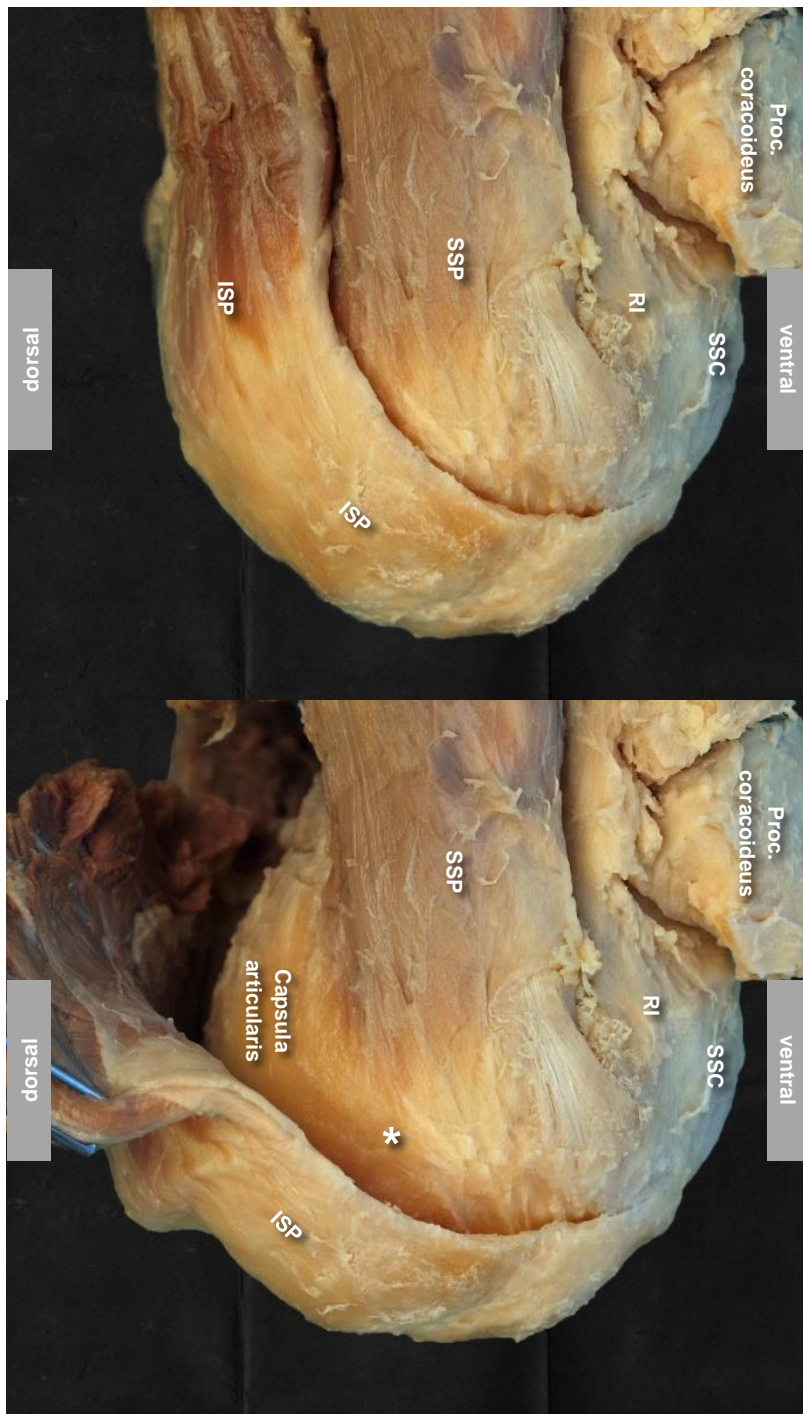 Proc.
coracoideus
SSP
ISP
RI
SSC
dorsal
ventral
ISP
Proc.
coracoideus
SSP
Capsula
articularis
RI
SSC
dorsal
ventral
*
ISP